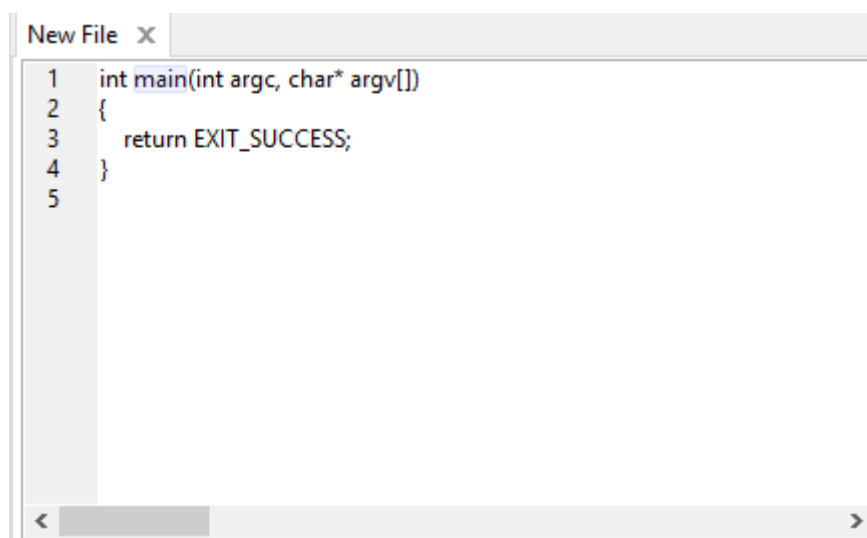 New File
1 int main(int argc, char* argv[])
2 {
3 return EXIT_SUCCESS;
4 }
5